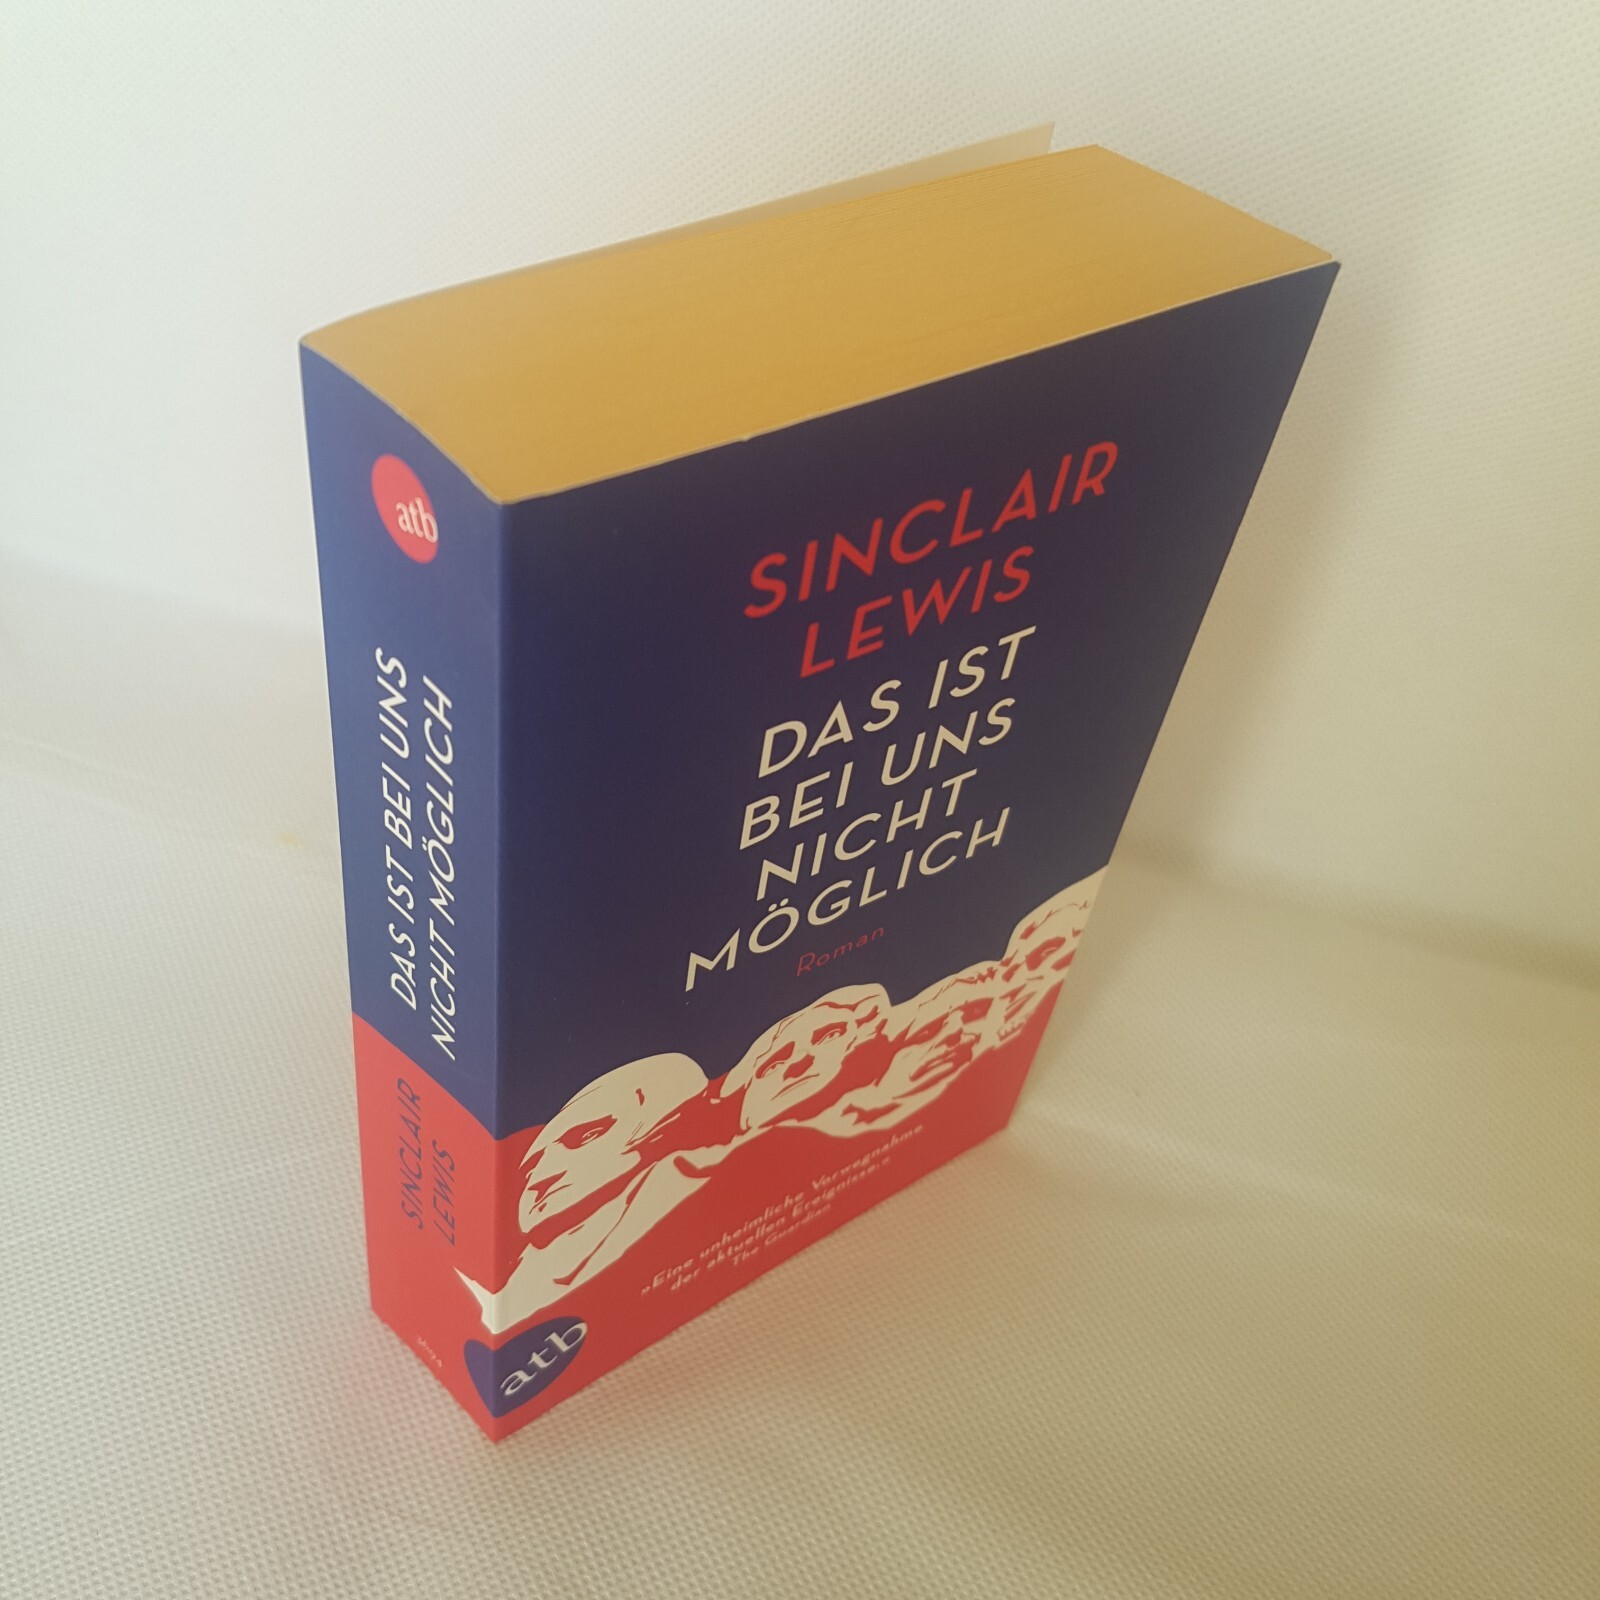 atb
DAS IST BEI UNS
NICHT MÖGLICH
SINCLAIR
LEWIS
3694
SINCLAIR
LEWIS
DAS IST
BEI UNS
NICHT
MÖGLICH
Roman
»Eine unheimliche Vorwegnahme
der aktuellen Ereignisse.«
The Guardian
atb